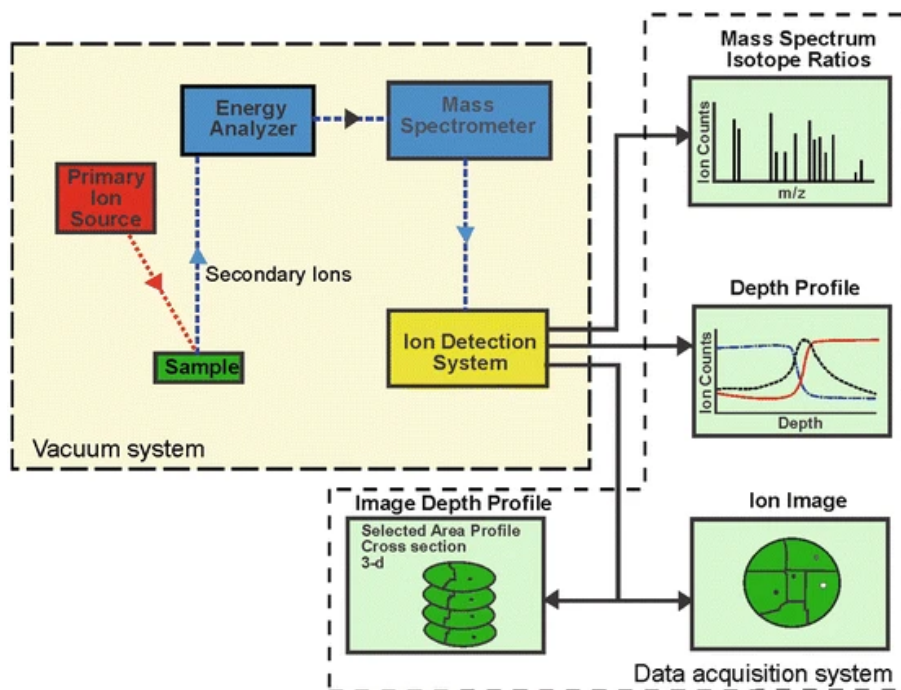 Mass Spectrum
Isotope Ratios
Ion Counts
m/z
Energy
Analyzer
Mass
Spectrometer
Primary
Ion
Source
Secondary Ions
Sample
Ion Detection
System
Vacuum system
Depth Profile
Ion Counts
Depth
Image Depth Profile
Selected Area Profile
Cross section
3-d
Ion Image
Data acquisition system